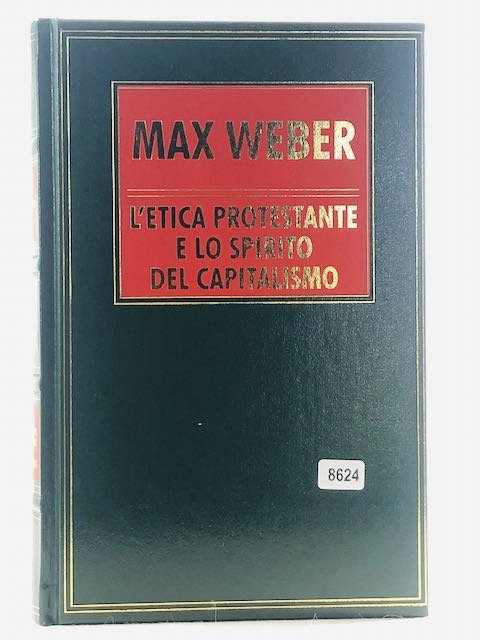 MAX WEBER
L'ETICA PROTESTANTE
E LO SPIRITO
DEL CAPITALISMO
8624